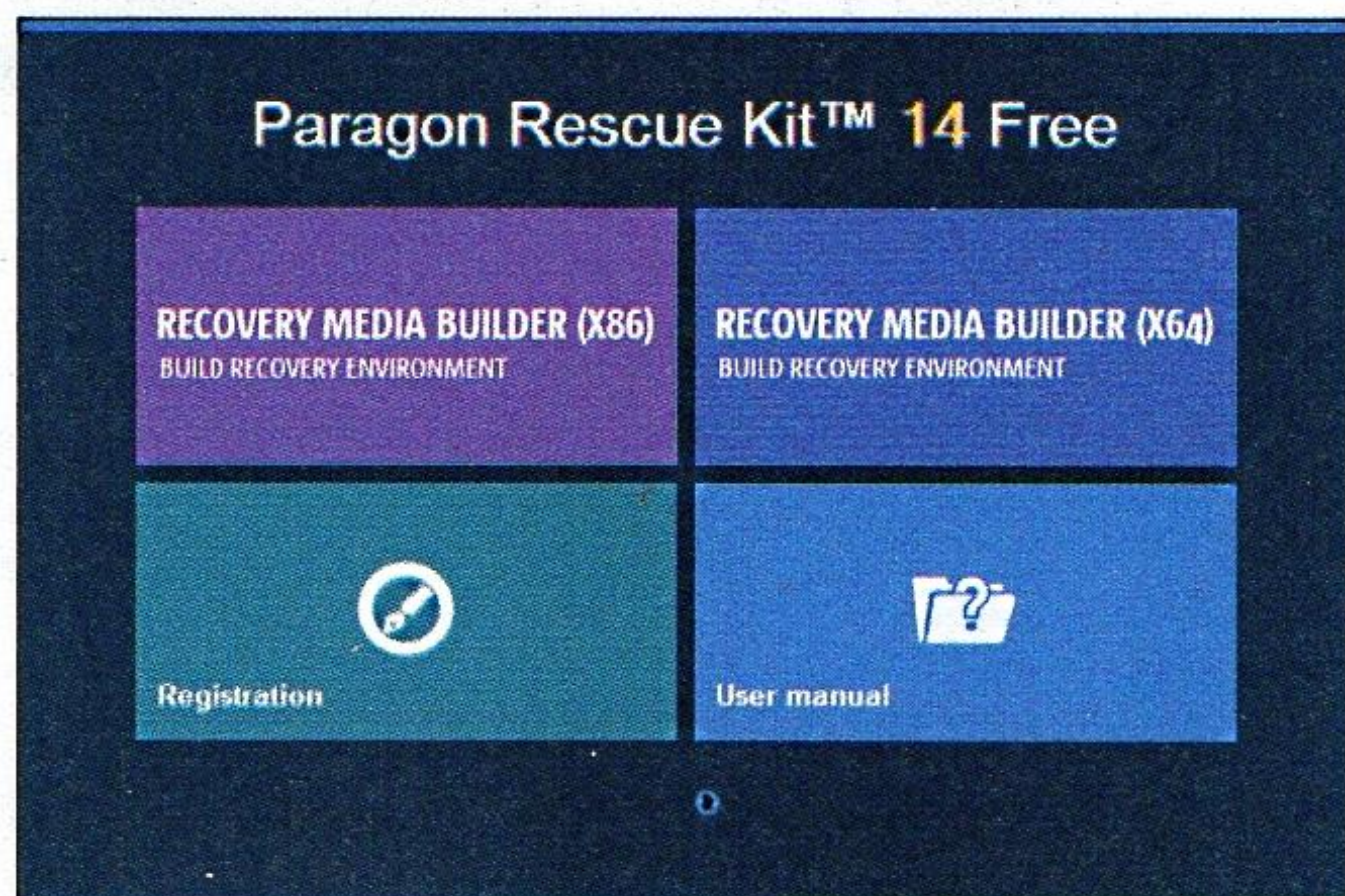 Paragon Rescue Kit™ 14 Free
RECOVERY MEDIA BUILDER (X86)
BUILD RECOVERY ENVIRONMENT
RECOVERY MEDIA BUILDER (X64)
BUILD RECOVERY ENVIRONMENT
Registration
User manual